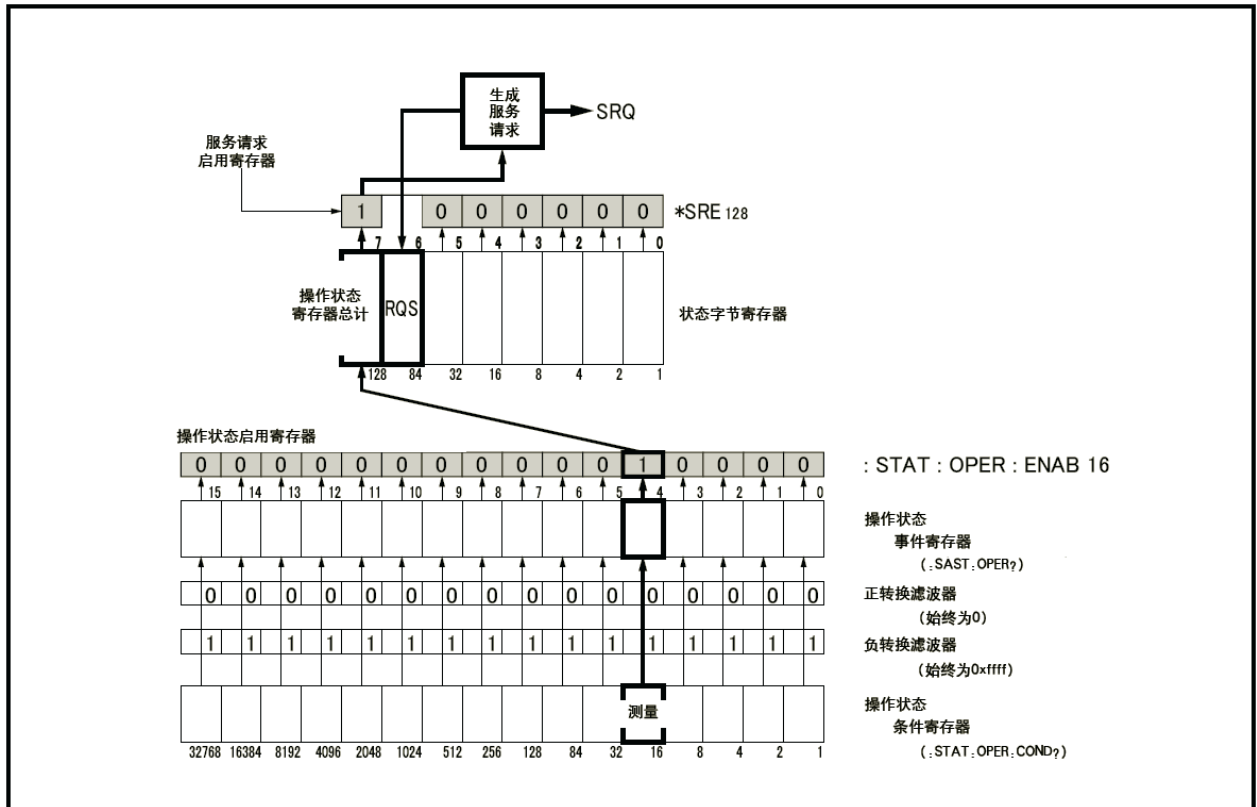 生成
服务
请求
SRQ
服务请求
启用寄存器
1 0 0 0 0 0 0 *SRE 128
7 6 5 4 3 2 1 0
操作状态
寄存器总计
RQS
状态字节寄存器
128 84 32 16 8 4 2 1
操作状态启用寄存器
0 0 0 0 0 0 0 0 0 0 0 1 0 0 0 0 : STAT : OPER : ENAB 16
15 14 13 12 11 10 9 8 7 6 5 4 3 2 1 0
操作状态
事件寄存器
(:SAST:OPER?)
0 0 0 0 0 0 0 0 0 0 0 0 0 0 0 0 正转换滤波器
(始终为0)
1 1 1 1 1 1 1 1 1 1 1 1 1 1 1 1 负转换滤波器
(始终为0xffff)
测量
操作状态
条件寄存器
(:STAT:OPER:COND?)
32768 16384 8192 4096 2048 1024 512 256 128 84 32 16 8 4 2 1